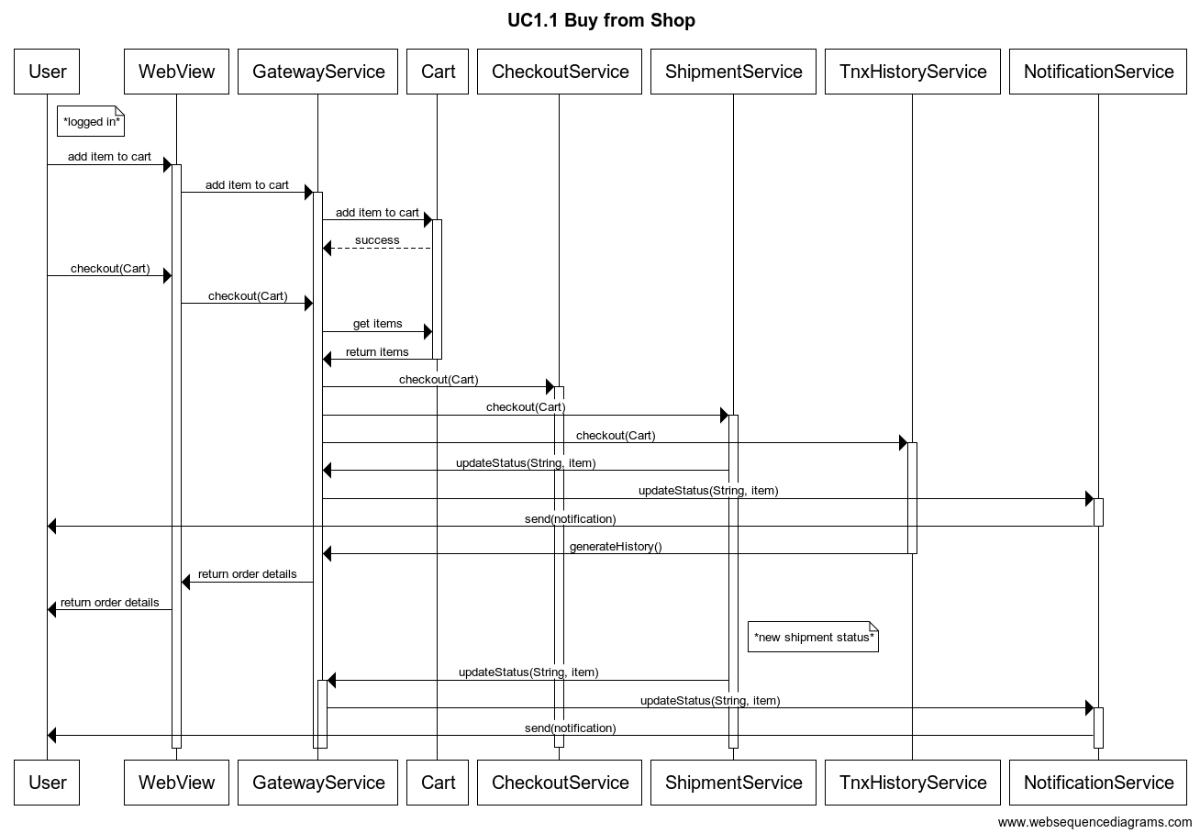 UC1.1 Buy from Shop
User WebView GatewayService Cart CheckoutService ShipmentService TnxHistoryService NotificationService
*logged in*
add item to cart
add item to cart
add item to cart
success
checkout(Cart)
checkout(Cart)
get items
return items
checkout(Cart)
checkout(Cart)
checkout(Cart)
updateStatus(String, item)
updateStatus(String, item)
send(notification)
generateHistory()
return order details
return order details
*new shipment status*
updateStatus(String, item)
updateStatus(String, item)
send(notification)
User WebView GatewayService Cart CheckoutService ShipmentService TnxHistoryService NotificationService
www.websequencediagrams.com